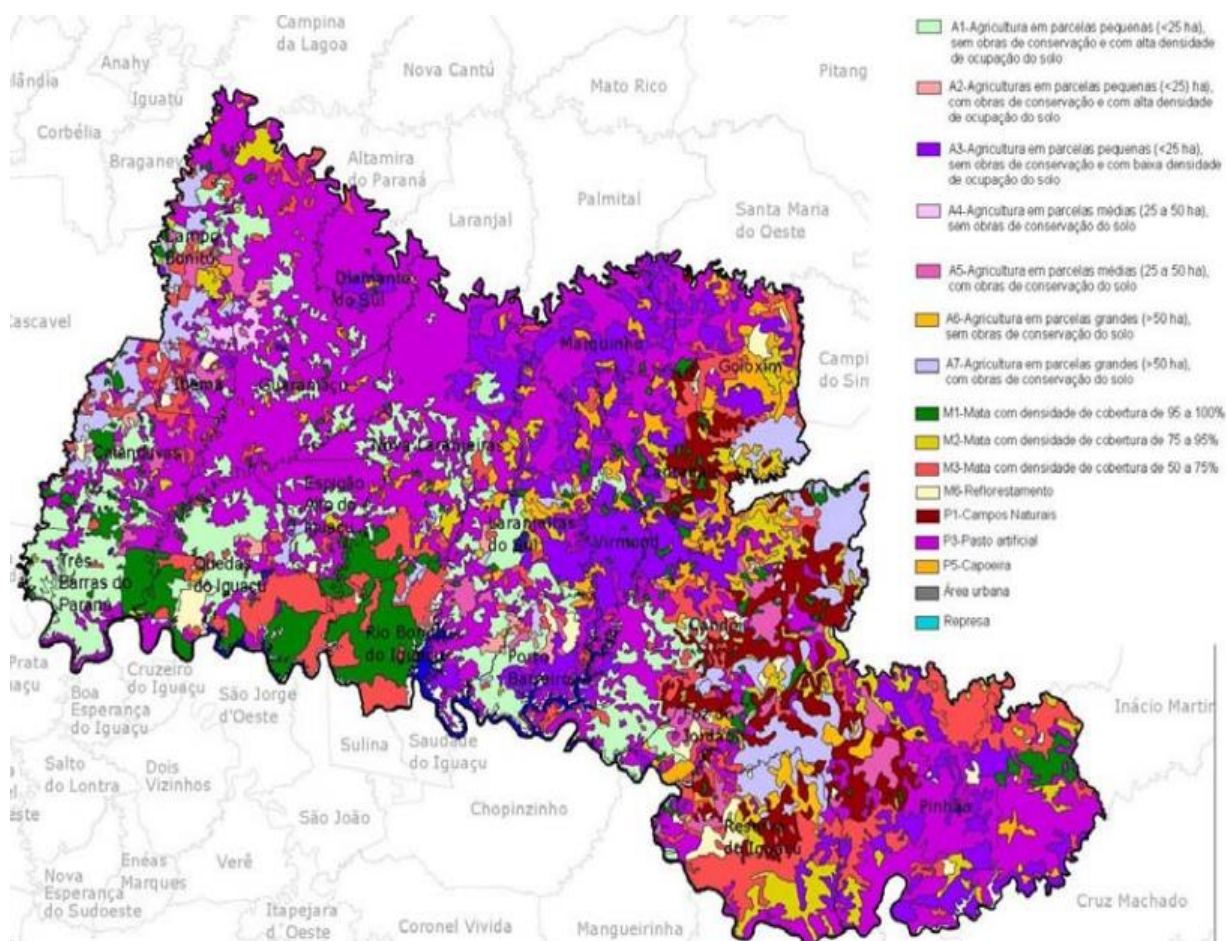 Campina
da Lagoa
Anahy
Nova Cantú
Mato Rico
Pitang
lândia
Iguatu
Corbélia
Braganey
Altamira
do Paraná
Palmital
Laranjal
Santa Maria
do Oeste
Campo
Bonito
Diamante
do Sul
Cascavel
Marquinho
Goioxim
Campi
do Sim
Ibema
Guaraniaçu
Catanduvas
Nova Laranjeiras
Espigão
Alto do
Iguaçu
Laranjeiras
do Sul
Virmond
Três
Barras do
Paraná
Quedas
do Iguaçu
Rio Bonito
do Iguaçu
Porto
Barreiro
Candói
Foz do
Jordão
Prata
guaçu
Cruzeiro
do Iguaçu
Boa
Esperança
do Iguaçu
São Jorge
d'Oeste
Sulina
Saudade
do Iguaçu
Inácio Martin
Salto
do Lontra
Dois
Vizinhos
Chopinzinho
Pinhão
São João
Reserva
do Iguaçu
Enéas
Marques
Verê
Nova
Esperança
do Sudoeste
Itapejara
d'Oeste
Coronel Vivida
Mangueirinha
Cruz Machado
A1-Agricultura em parcelas pequenas (<25 ha),
sem obras de conservação e com alta densidade
de ocupação do solo
A2-Agriculturas em parcelas pequenas (<25) ha),
com obras de conservação e com alta densidade
de ocupação do solo
A3-Agricultura em parcelas pequenas (<25 ha),
sem obras de conservação e com baixa densidade
de ocupação do solo
A4-Agricultura em parcelas médias (25 a 50 ha),
sem obras de conservação do solo
A5-Agricultura em parcelas médias (25 a 50 ha),
com obras de conservação do solo
A6-Agricultura em parcelas grandes (>50 ha),
sem obras de conservação do solo
A7-Agricultura em parcelas grandes (>50 ha),
com obras de conservação do solo
M1-Mata com densidade de cobertura de 95 a 100%
M2-Mata com densidade de cobertura de 75 a 95%
M3-Mata com densidade de cobertura de 50 a 75%
M6-Reflorestamento
P1-Campos Naturais
P3-Pasto artificial
P5-Capoeira
Área urbana
Represa